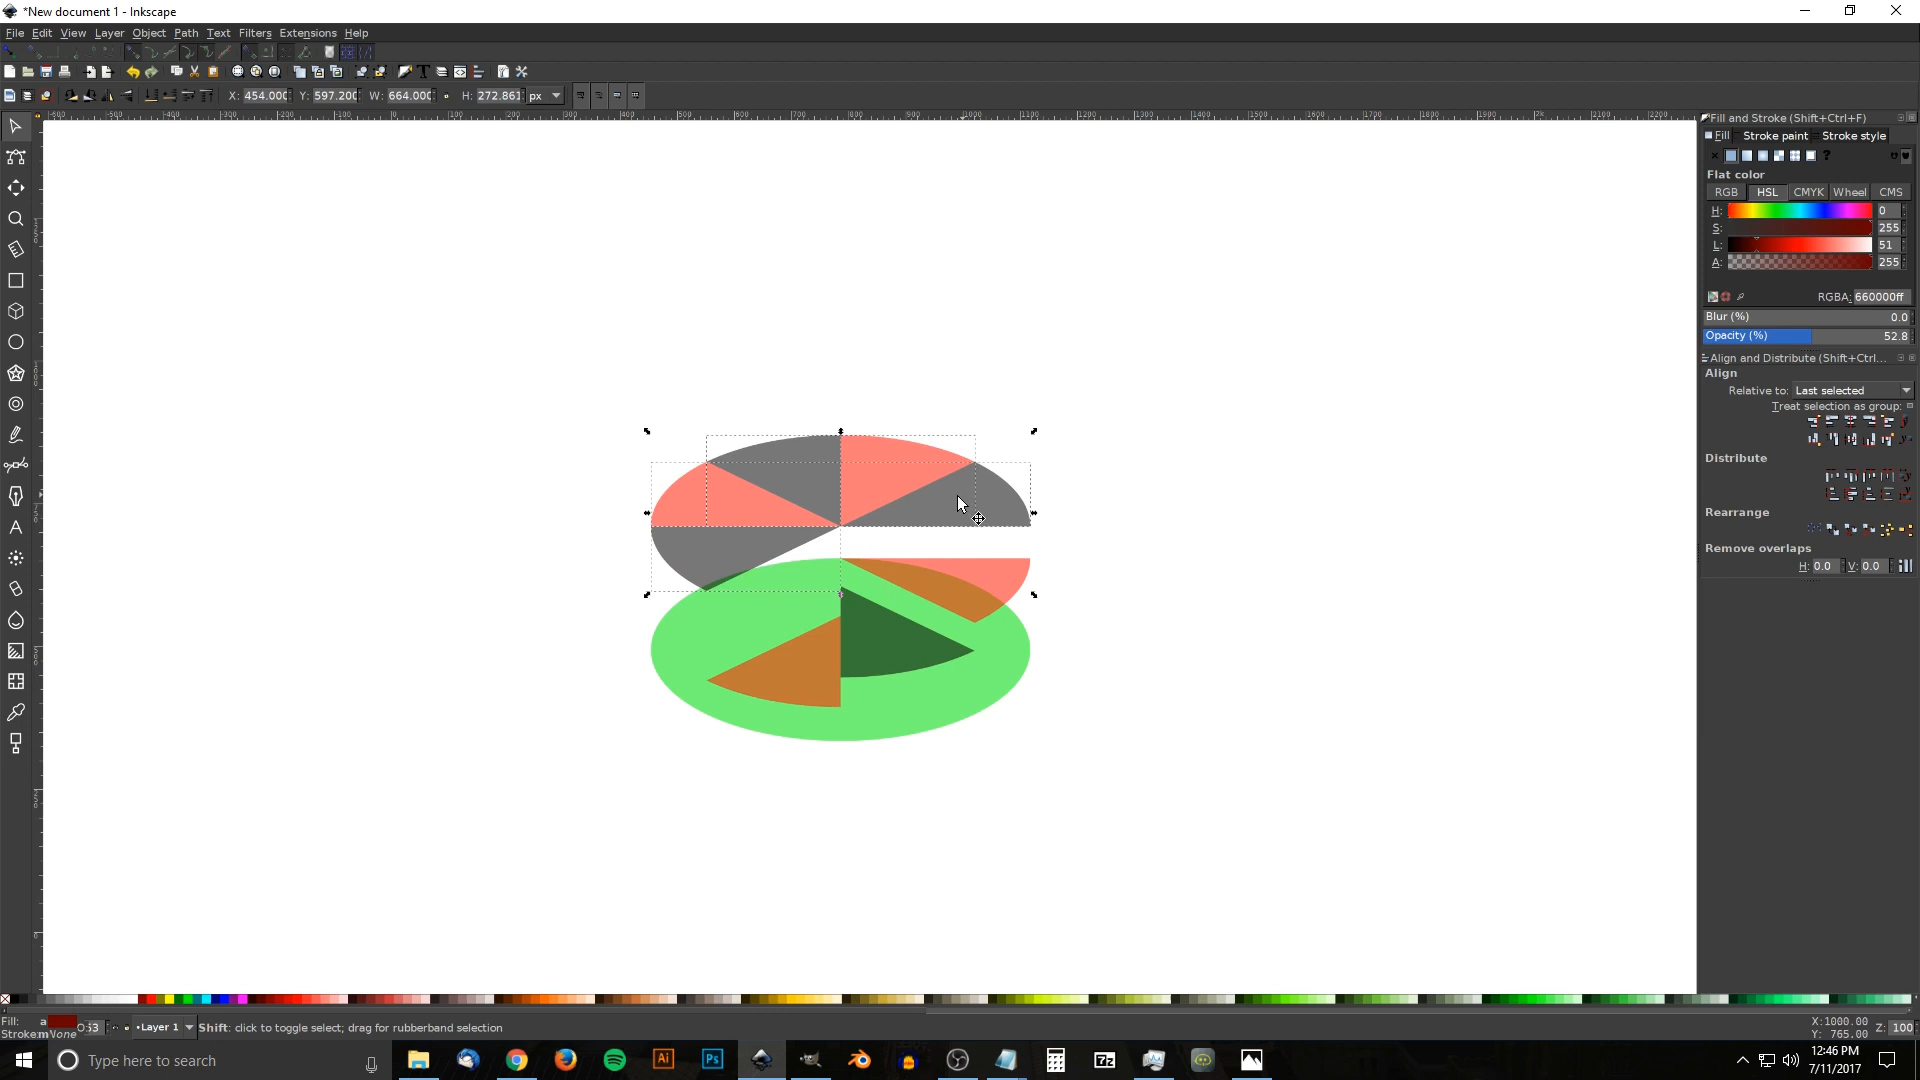 *New document 1 - Inkscape
File Edit View Layer Object Path Text Filters Extensions Help
X: 454.000 Y: 597.200 W: 664.000 H: 272.861 px
Fill and Stroke (Shift+Ctrl+F)
Fill Stroke paint Stroke style
?
Flat color
RGB HSL CMYK Wheel CMS
H: 0
S: 255
L: 51
A: 255
RGBA: 660000ff
Blur (%) 0.0
Opacity (%) 52.8
Align and Distribute (Shift+Ctrl...
Align
Relative to: Last selected
Treat selection as group:
Distribute
Rearrange
Remove overlaps
H: 0.0 V: 0.0
Fill: a O:53 •Layer 1 Shift: click to toggle select; drag for rubberband selection
Stroke: None
X:1000.00
Y: 765.00 Z: 100
Type here to search
Ai Ps 7z
12:46 PM
7/11/2017